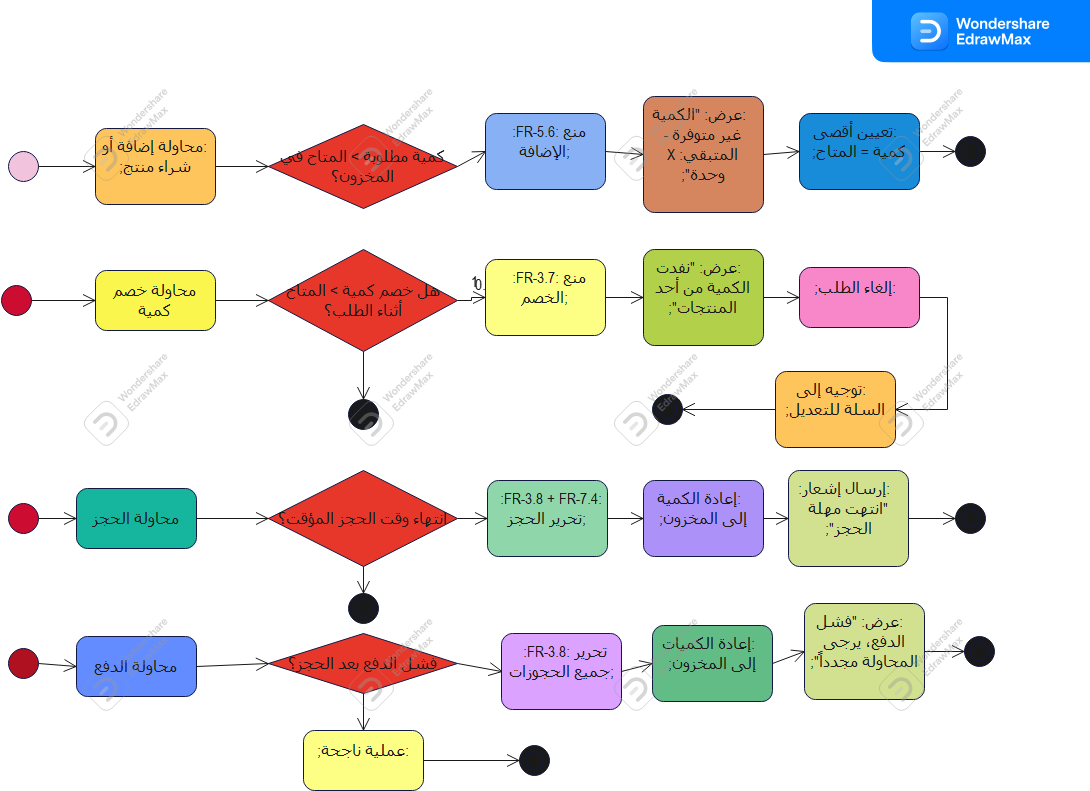 Wondershare
EdrawMax
:محاولة إضافة أو
شراء منتج;
كمية مطلوبة > المتاح في
المخزون؟
:FR-5.6: منع
الإضافة;
:عرض: "الكمية
غير متوفرة -
المتبقي: X
وحدة";
:تعيين أقصى
كمية = المتاح;
محاولة خصم
كمية
هل خصم كمية > المتاح
أثناء الطلب؟
:FR-3.7: منع
الخصم;
:عرض: "نفدت
الكمية من أحد
المنتجات";
:إلغاء الطلب;
:توجيه إلى
السلة للتعديل;
محاولة الحجز
انتهاء وقت الحجز المؤقت؟
:FR-3.8 + FR-7.4:
تحرير الحجز;
:إعادة الكمية
إلى المخزون;
:إرسال إشعار:
"انتهت مهلة
الحجز";
محاولة الدفع
فشل الدفع بعد الحجز؟
:FR-3.8: تحرير
جميع الحجوزات;
:إعادة الكميات
إلى المخزون;
:عرض: "فشل
الدفع، يرجى
المحاولة مجدداً";
:عملية ناجحة;